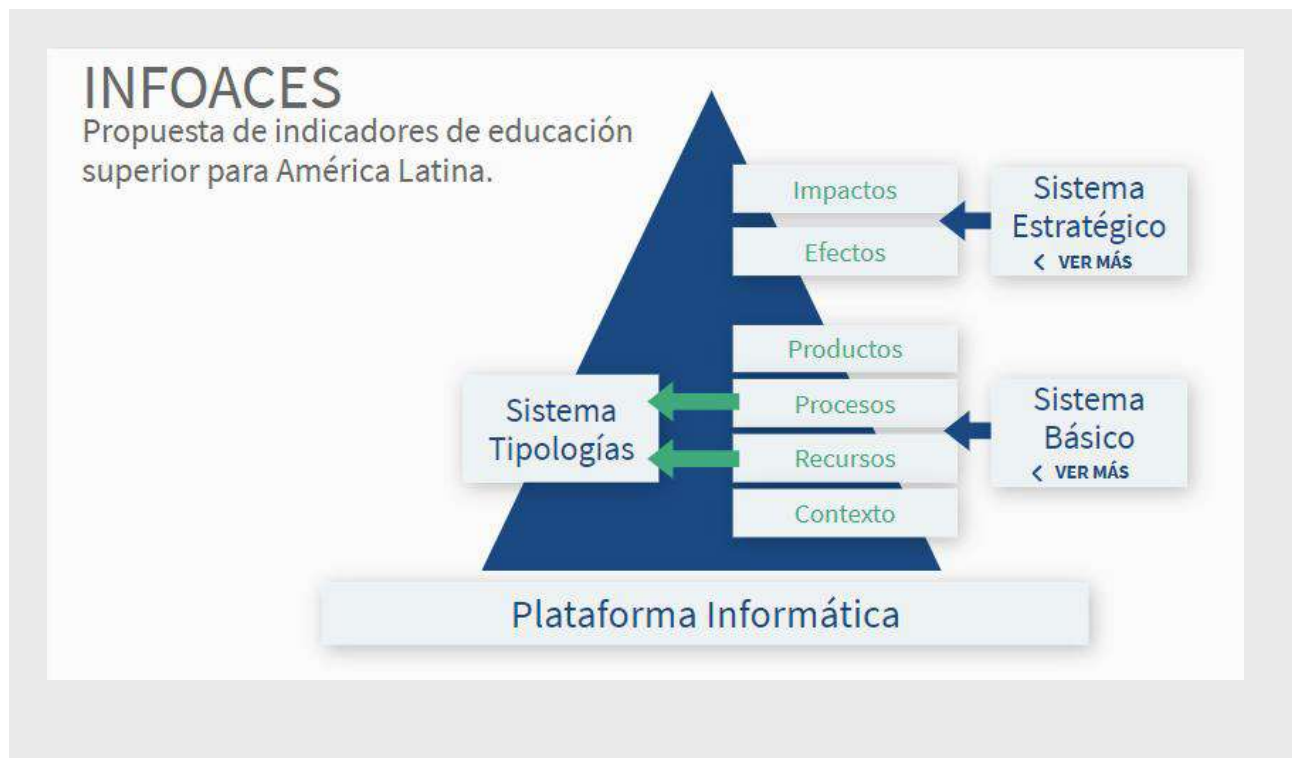 INFOACES
Propuesta de indicadores de educación
superior para América Latina.
Impactos
Efectos
Sistema
Estratégico
< VER MÁS
Productos
Procesos
Recursos
Contexto
Sistema
Tipologías
Sistema
Básico
< VER MÁS
Plataforma Informática